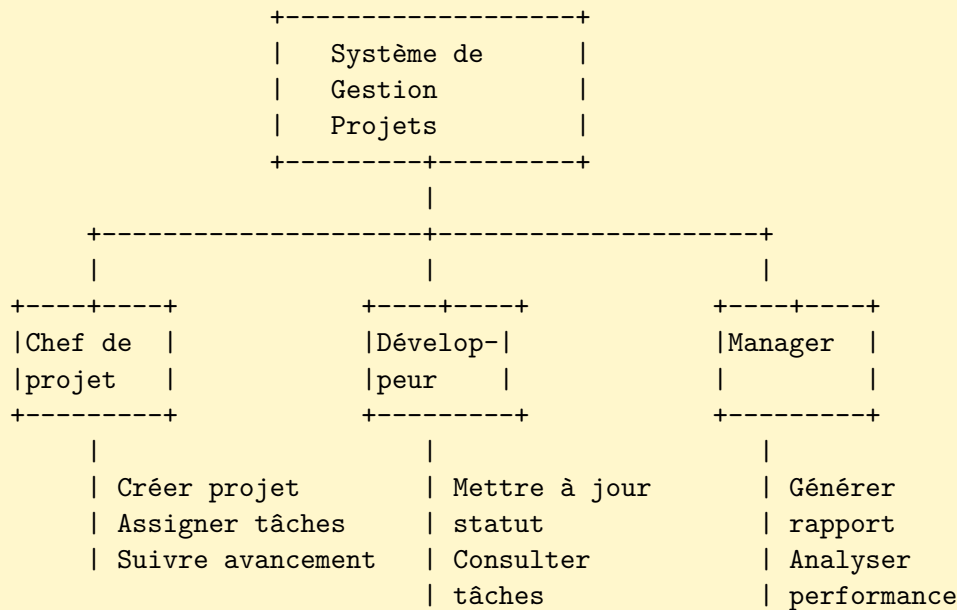 Système de
Gestion
Projets
Chef de projet
Dévelop-
peur
Manager
Créer projet
Assigner tâches
Suivre avancement
Mettre à jour
statut
Consulter
tâches
Générer
rapport
Analyser
performance